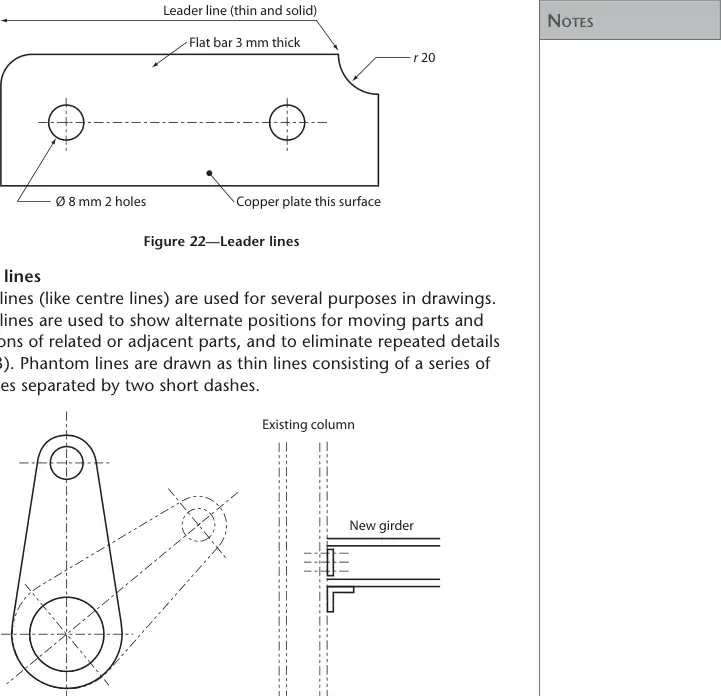 Leader line (thin and solid)
NOTES
Flat bar 3 mm thick
r 20
Ø 8 mm 2 holes
Copper plate this surface
Figure 22—Leader lines
lines
lines (like centre lines) are used for several purposes in drawings.
lines are used to show alternate positions for moving parts and
ons of related or adjacent parts, and to eliminate repeated details
). Phantom lines are drawn as thin lines consisting of a series of
es separated by two short dashes.
Existing column
New girder